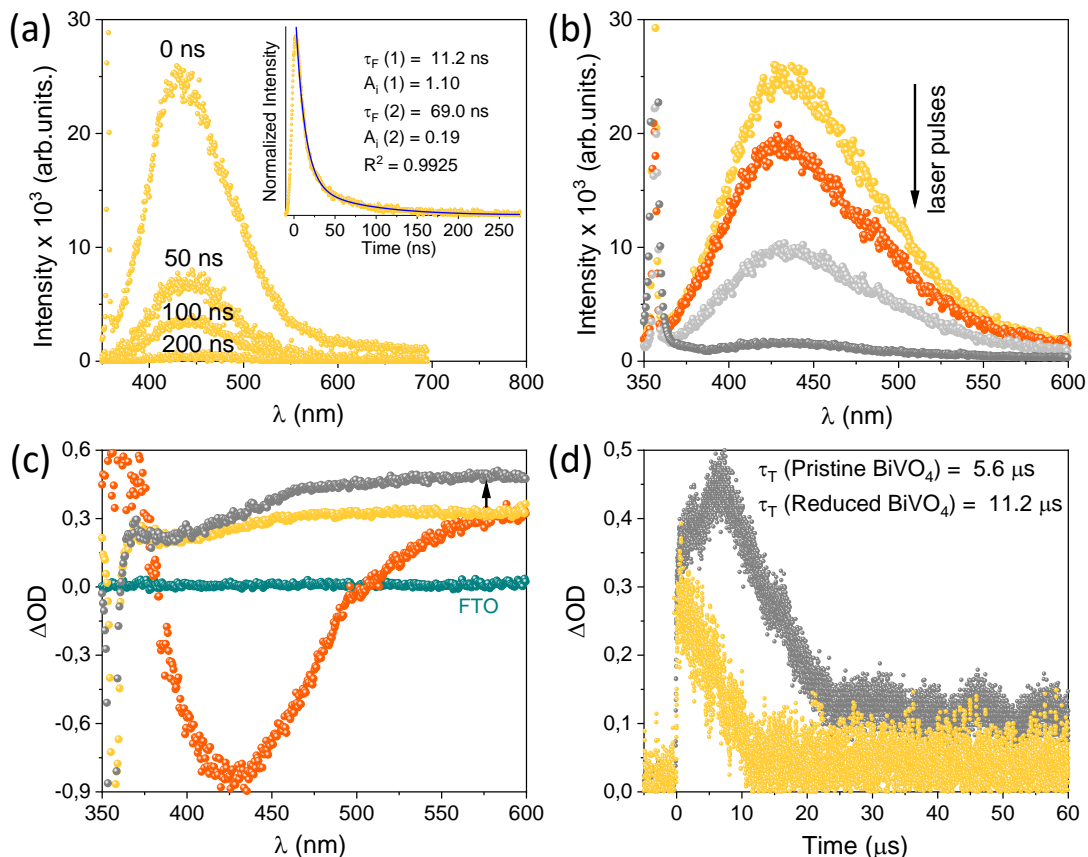 (a)
30
20
10
0
Intensity x 10³ (arb.units.)
0 ns
50 ns
100 ns
200 ns
400 500 600 700 800
λ (nm)
Normalized Intensity
τF (1) = 11.2 ns
Ai (1) = 1.10
τF (2) = 69.0 ns
Ai (2) = 0.19
R² = 0.9925
0 50 100 150 200 250
Time (ns)
(b)
30
20
10
0
Intensity x 10³ (arb.units.)
laser pulses
350 400 450 500 550 600
λ (nm)
(c)
0.6
0.3
0.0
-0,3
-0,6
-0,9
ΔOD
FTO
350 400 450 500 550 600
λ (nm)
(d)
0,5
0,4
0,3
0,2
0,1
0,0
ΔOD
τT (Pristine BiVO₄) = 5.6 μs
τT (Reduced BiVO₄) = 11.2 μs
0 10 20 30 40 50 60
Time (μs)